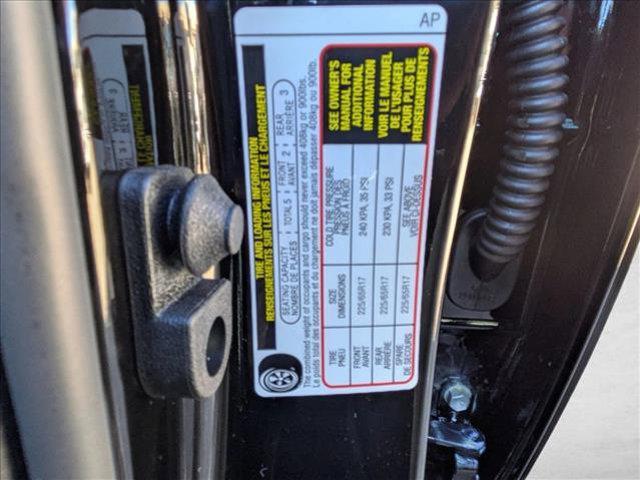 AP
TIRE AND LOADING INFORMATION
RENSEIGNEMENTS SUR LES PNEUS ET LE CHARGEMENT
SEATING CAPACITY TOTAL 5 FRONT 2 REAR 3
NOMBRE DE PLACES AVANT ARRIÈRE
The combined weight of occupants and cargo should never exceed 408kg or 900lbs.
Le poids total des occupants et du chargement ne doit jamais dépasser 408kg ou 900lb.
TIRE SIZE COLD TIRE PRESSURE
PNEU DIMENSIONS PRESSION DES
PNEUS À FROID
FRONT 225/65R17 240 KPA, 35 PSI
AVANT
REAR 225/65R17 230 KPA, 33 PSI
ARRIÈRE
SPARE 225/65R17 SEE ABOVE
DE SECOURS VOIR CI-DESSUS
SEE OWNER'S
MANUAL FOR
ADDITIONAL
INFORMATION
VOIR LE MANUEL
DE L'USAGER
POUR PLUS DE
RENSEIGNEMENTS